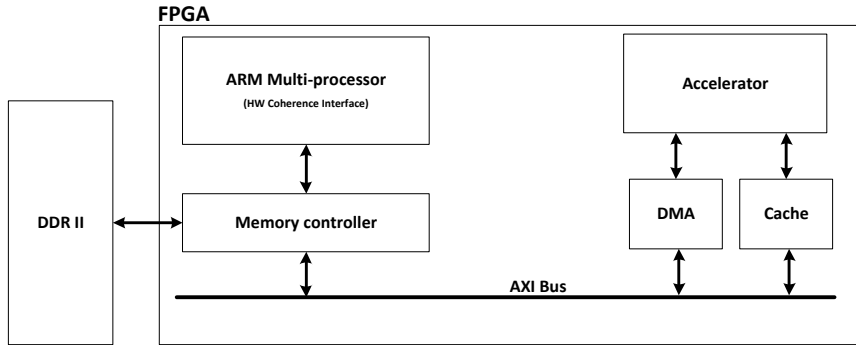 FPGA
ARM Multi-processor
(HW Coherence Interface)
Accelerator
DDR II
Memory controller
DMA
Cache
AXI Bus